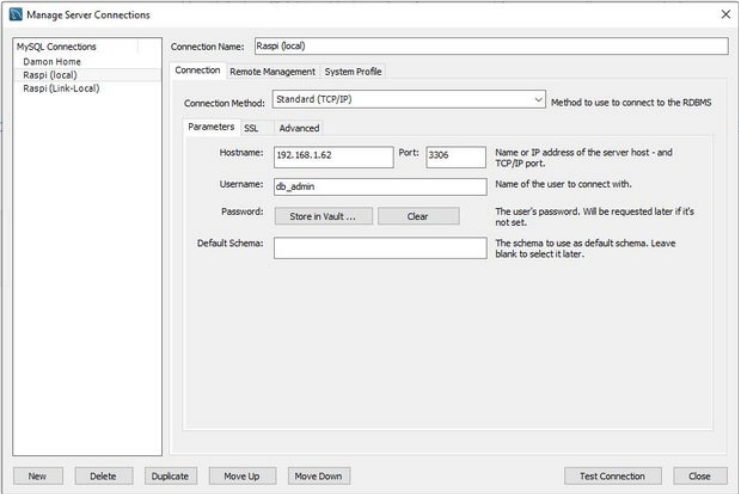 Manage Server Connections
MySQL Connections
Damon Home
Raspi (local)
Raspi (Link-Local)
Connection Name: Raspi (local)
Connection Remote Management System Profile
Connection Method: Standard (TCP/IP) Method to use to connect to the RDBMS
Parameters SSL Advanced
Hostname: 192.168.1.62 Port: 3306 Name or IP address of the server host - and
TCP/IP port.
Username: db_admin Name of the user to connect with.
Password: Store in Vault ... Clear The user's password. Will be requested later if it's
not set.
Default Schema: The schema to use as default schema. Leave
blank to select it later.
New Delete Duplicate Move Up Move Down Test Connection Close